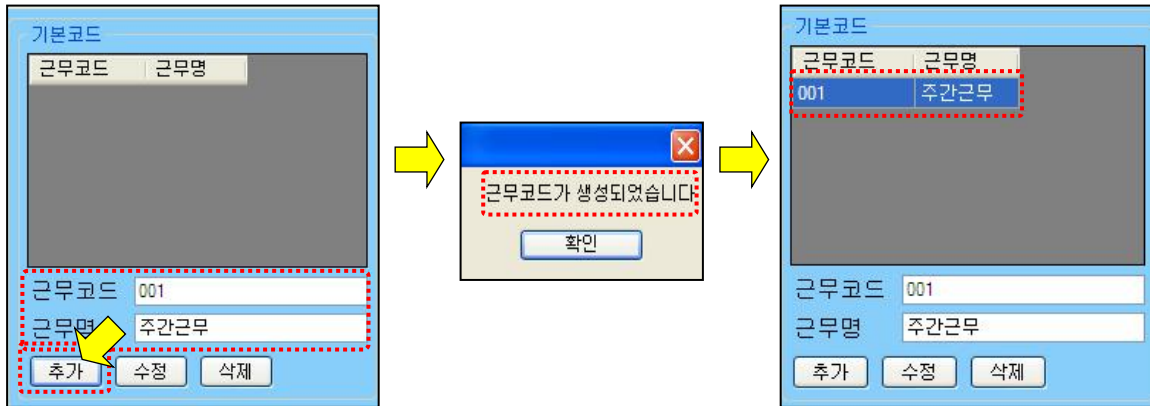 기본코드
근무코드 근무명
근무코드 001
근무명 주간근무
추가 수정 삭제
근무코드가 생성되었습니다
확인
기본코드
근무코드 근무명
001 주간근무
근무코드 001
근무명 주간근무
추가 수정 삭제